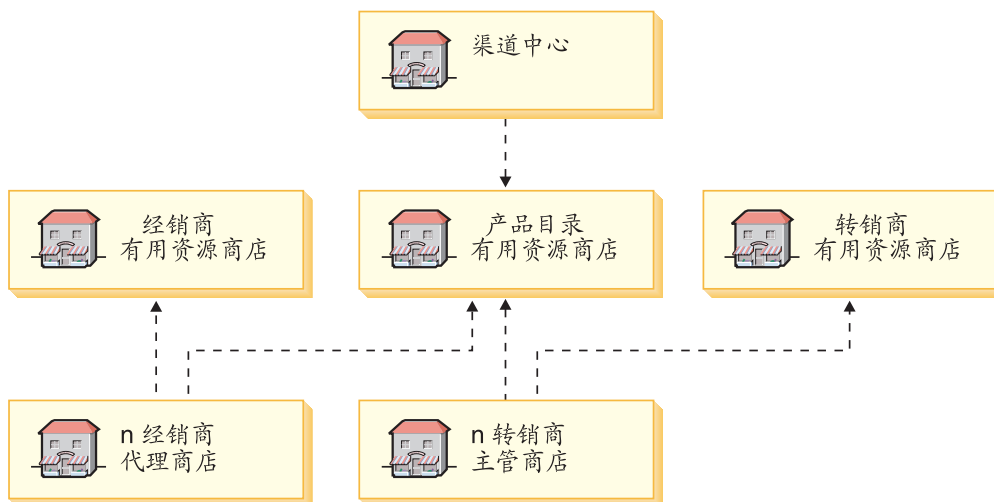 渠道中心
经销商
有用资源商店
产品目录
有用资源商店
转销商
有用资源商店
n 经销商
代理商店
n 转销商
主管商店